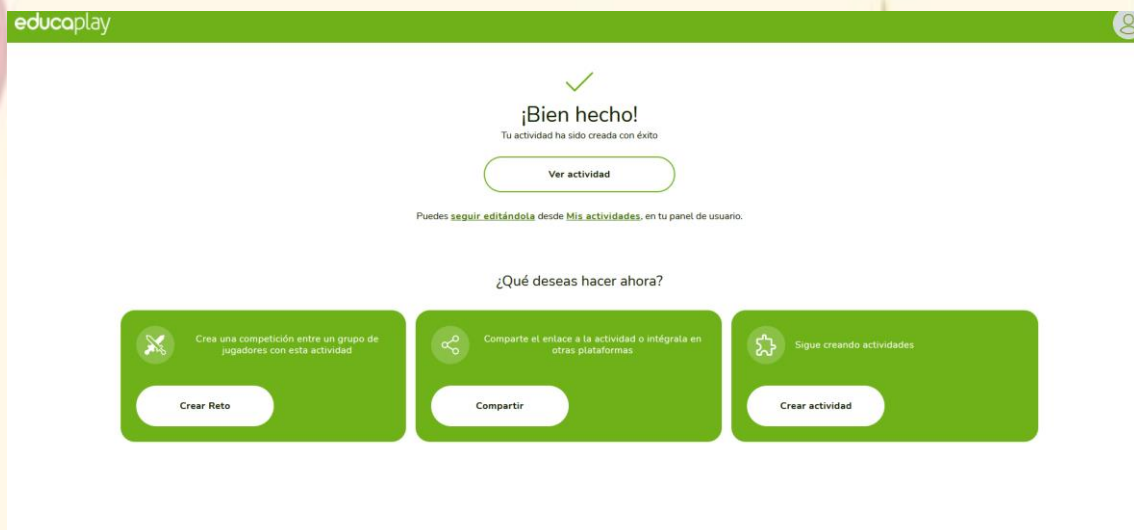 educaplay
¡Bien hecho!
Tu actividad ha sido creada con éxito
Ver actividad
Puedes seguir editándola desde Mis actividades, en tu panel de usuario.
¿Qué deseas hacer ahora?
Crea una competición entre un grupo de
jugadores con esta actividad
Crear Reto
Comparte el enlace a la actividad o intégrala en
otras plataformas
Compartir
Sigue creando actividades
Crear actividad